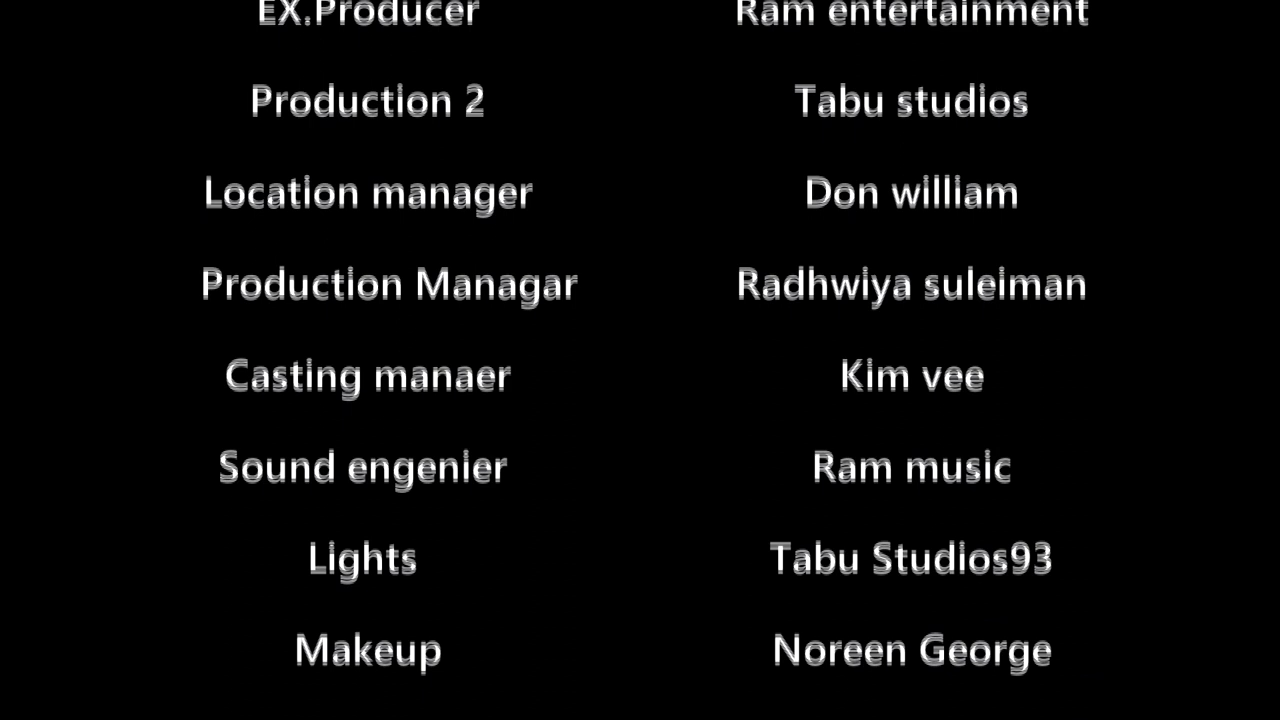 EX.Producer Ram entertainment
Production 2 Tabu studios
Location manager Don william
Production Managar Radhwiya suleiman
Casting manaer Kim vee
Sound engenier Ram music
Lights Tabu Studios93
Makeup Noreen George